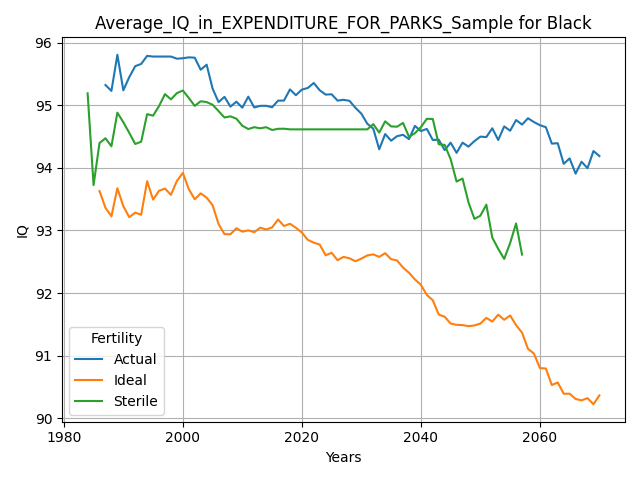 Average_IQ_in_EXPENDITURE_FOR_PARKS_Sample for Black
96
95
94
93
92
91
90
IQ
1980
2000
2020
2040
2060
Years
Fertility
Actual
Ideal
Sterile